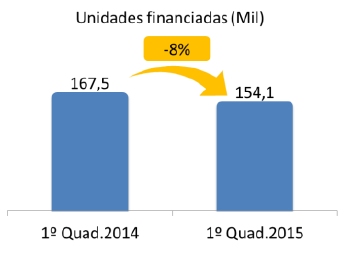 Unidades financiadas (Mil)
-8%
167,5
154,1
1º Quad.2014
1º Quad.2015